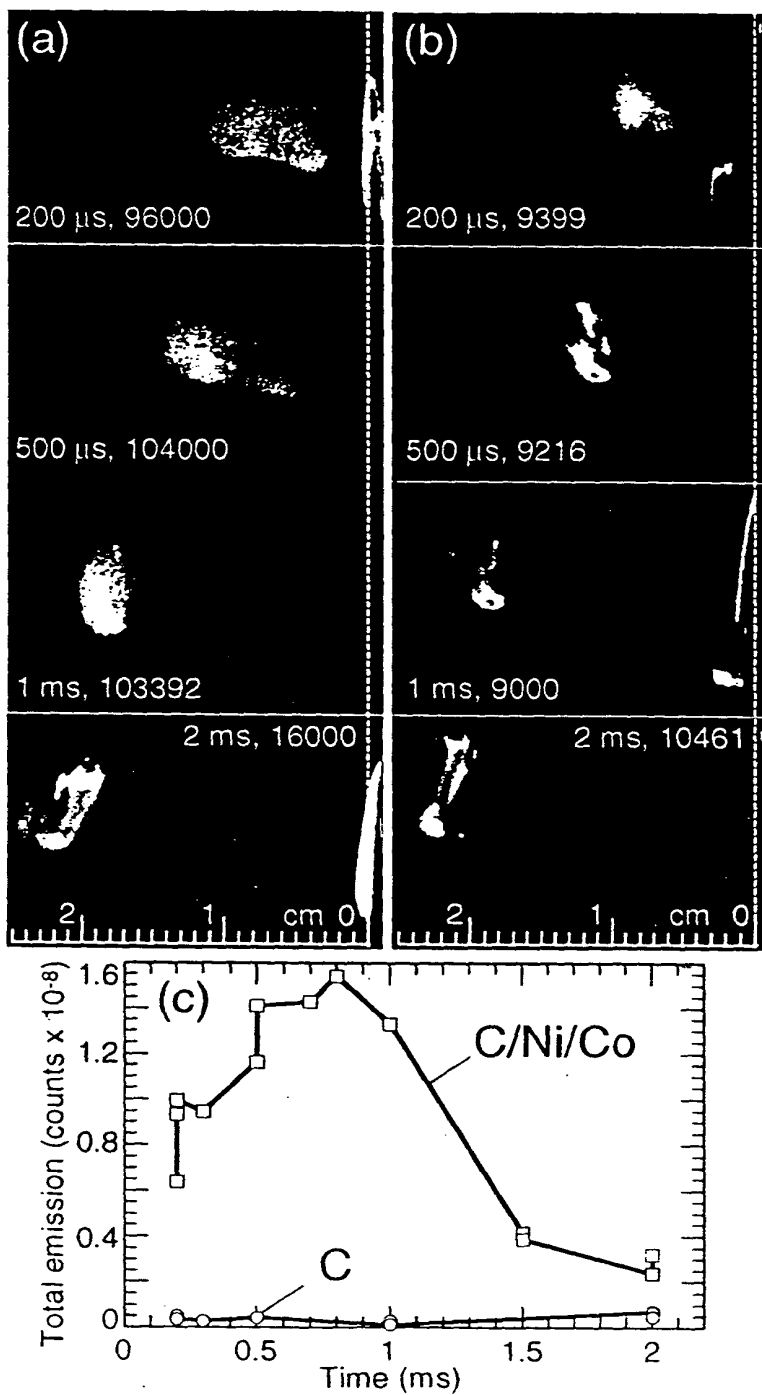 (a)
200 µs, 96000
500 µs, 104000
1 ms, 103392
2 ms, 16000
2 1 cm 0
(b)
200 µs, 9399
500 µs, 9216
1 ms, 9000
2 ms, 10461
2 1 cm 0
(c)
Total emission (counts x 10-8)
1.6
1.2
0.8
0.4
0
C/Ni/Co
C
0 0.5 1 1.5 2
Time (ms)